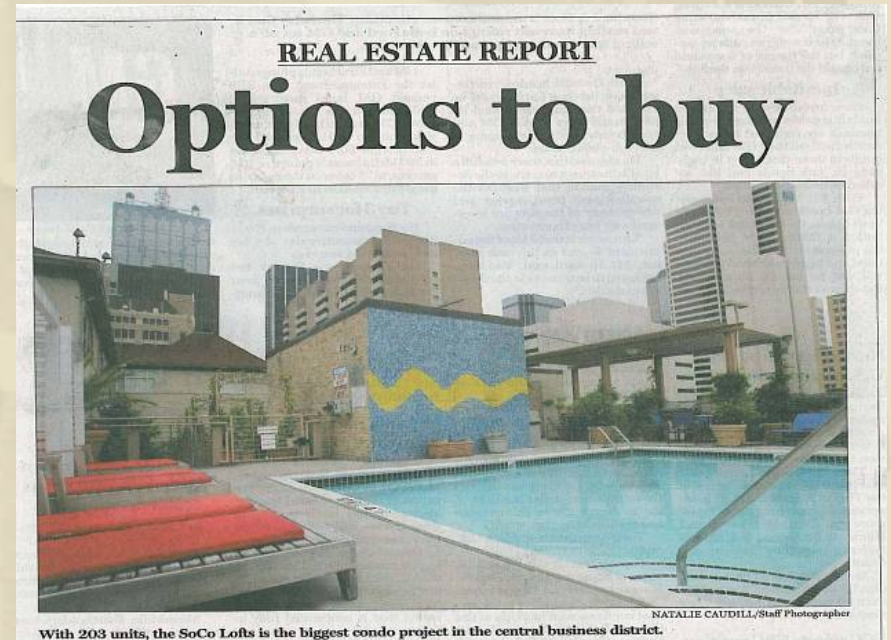 REAL ESTATE REPORT
Options to buy
NATALIE CAUDILL/Staff Photographer
With 203 units, the SoCo Lofts is the biggest condo project in the central business district.